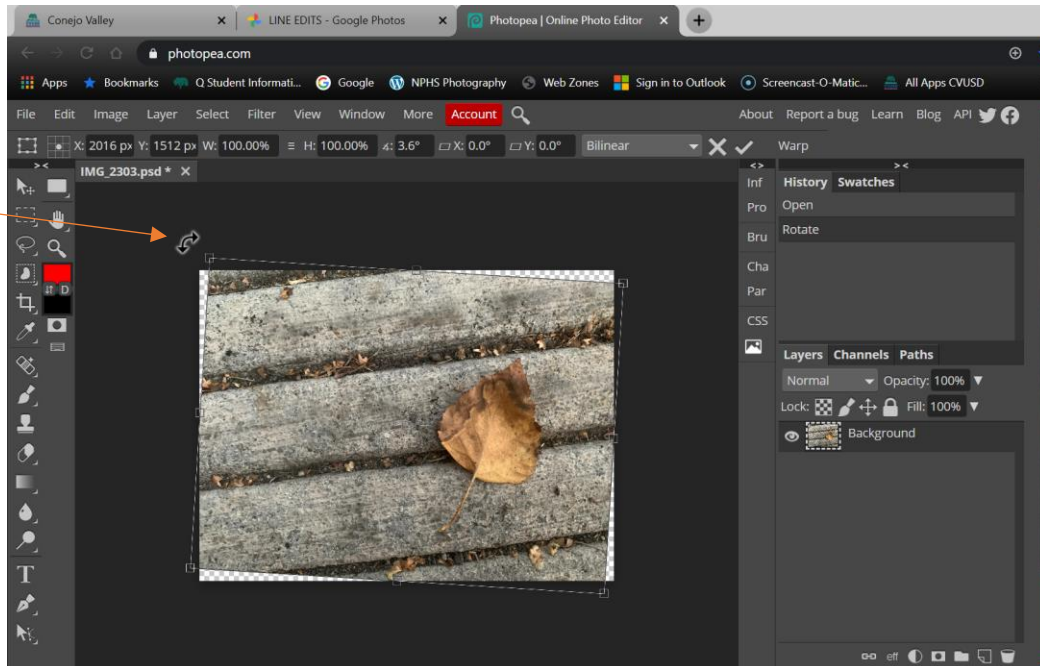 Conejo Valley × LINE EDITS - Google Photos × Photopea | Online Photo Editor × +
photopea.com
Apps Bookmarks Q Student Informati... Google NPHS Photography Web Zones Sign in to Outlook Screencast-O-Matic... All Apps CVUSD
File Edit Image Layer Select Filter View Window More Account About Report a bug Learn Blog API
X: 2016 px Y: 1512 px W: 100.00% H: 100.00% ∡: 3.6° X: 0.0° Y: 0.0° Bilinear Warp
> < < > > <
IMG_2303.psd * × Inf History Swatches
Pro Open
Bru Rotate
Cha
D
Par
CSS
Layers Channels Paths
Normal Opacity: 100% ▼
Lock: Fill: 100% ▼
Background
T
eff